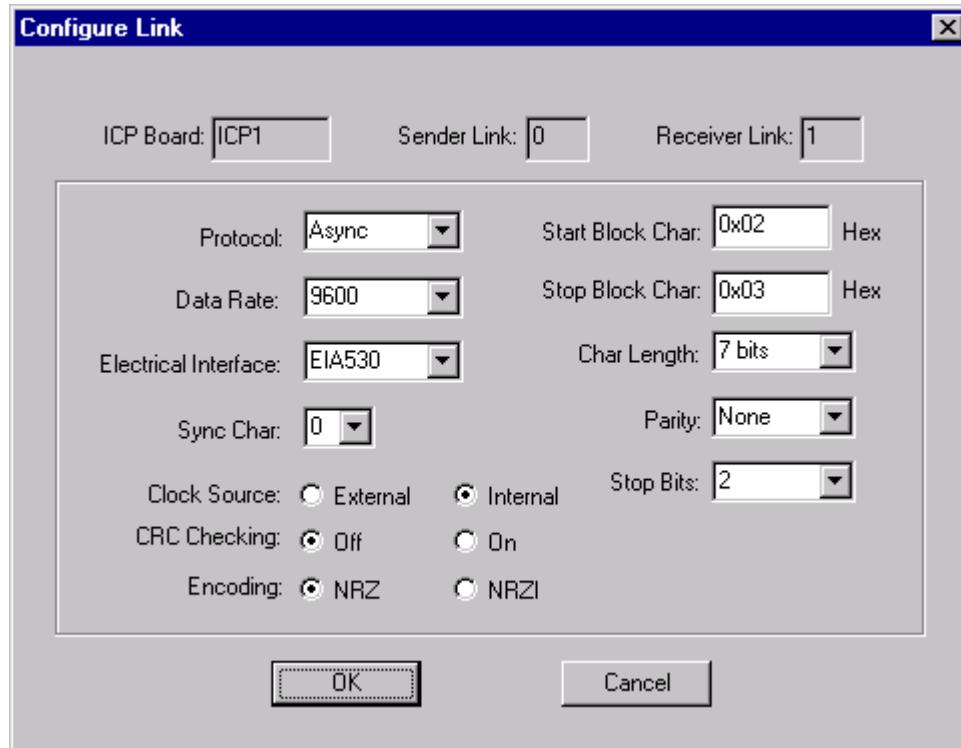 Configure Link
ICP Board: ICP1 Sender Link: 0 Receiver Link: 1
Protocol: Async Start Block Char: 0x02 Hex
Data Rate: 9600 Stop Block Char: 0x03 Hex
Electrical Interface: EIA530 Char Length: 7 bits
Sync Char: 0 Parity: None
Clock Source: External Internal Stop Bits: 2
CRC Checking: Off On
Encoding: NRZ NRZI
OK Cancel